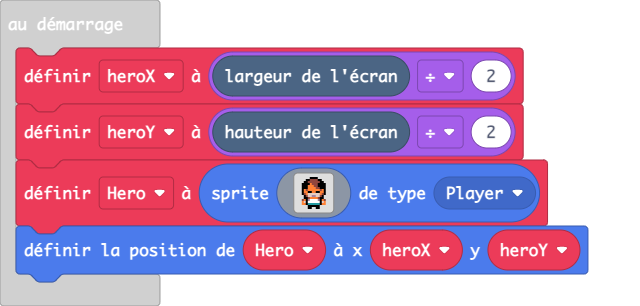 au démarrage
définir heroX à largeur de l'écran ÷ 2
définir heroY à hauteur de l'écran ÷ 2
définir Hero à sprite de type Player
définir la position de Hero à x heroX y heroY